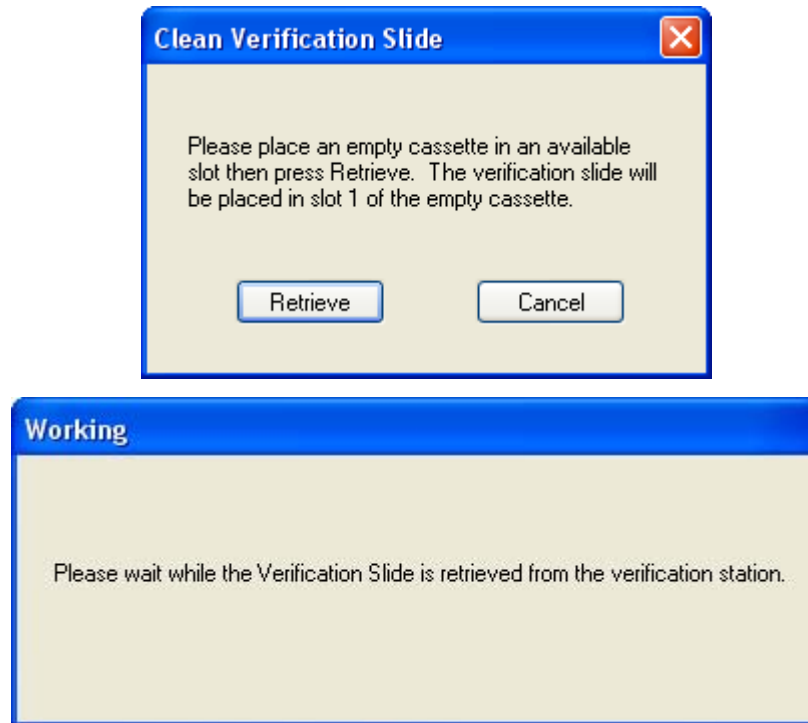 Clean Verification Slide
Please place an empty cassette in an available
slot then press Retrieve. The verification slide will
be placed in slot 1 of the empty cassette.
Retrieve Cancel
Working
Please wait while the Verification Slide is retrieved from the verification station.